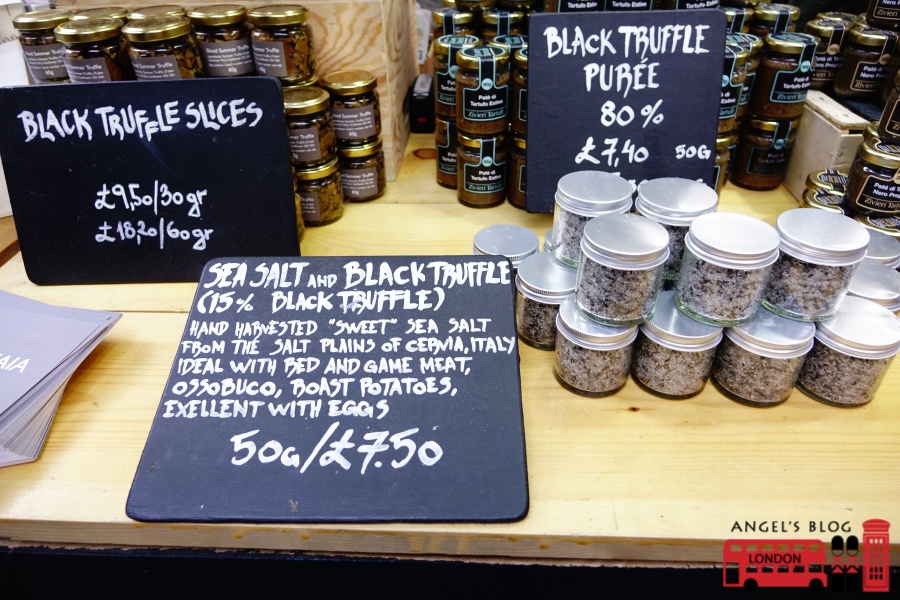 BLACK TRUFFLE SLICES
£9,50/30gr
£18,20/60gr
BLACK TRUFFLE
PURÉE
80%
£7,40 50G
SEA SALT AND BLACK TRUFFLE
(15% BLACK TRUFFLE)
HAND HARVESTED "SWEET" SEA SALT
FROM THE SALT PLAINS OF CERVIA, ITALY
IDEAL WITH RED AND GAME MEAT,
OSSOBUCO, ROAST POTATOES,
EXELLENT WITH EGGS
50G/£7.50
Paté di
Tartufo Estivo
Zivieri Tartufi
Summer Truffle
AIA
ANGEL'S BLOG
LONDON